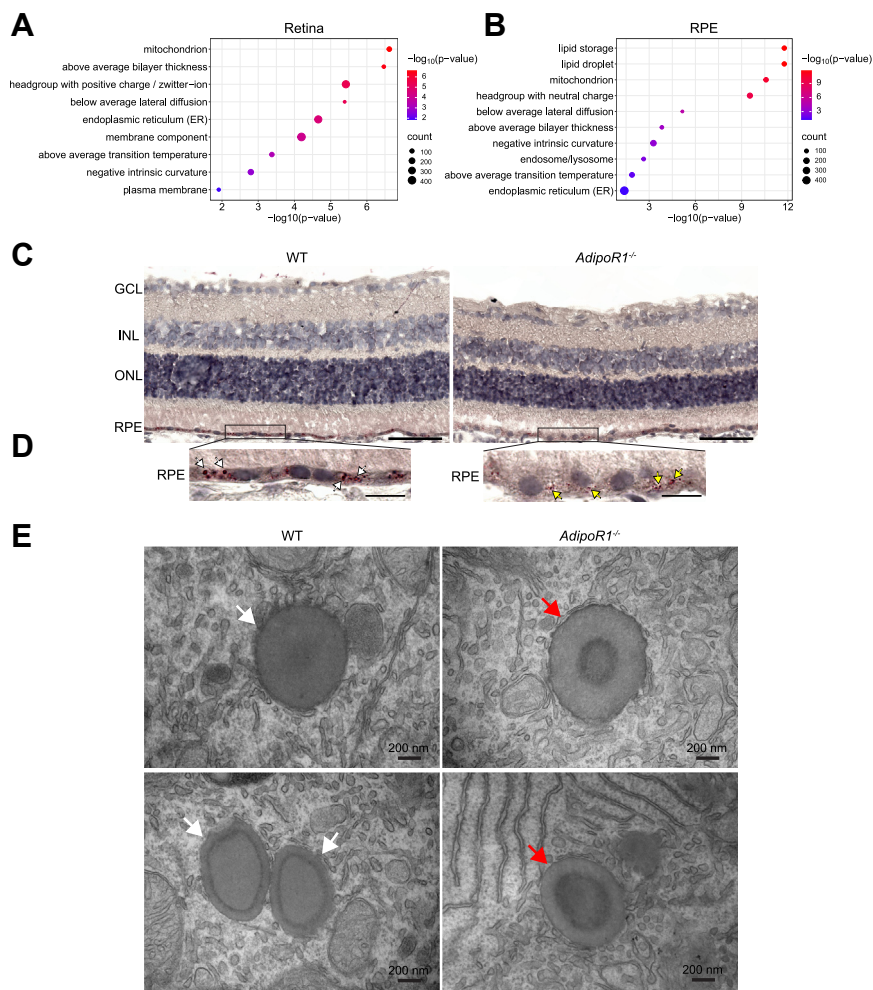 A
Retina
mitochondrion
above average bilayer thickness
headgroup with positive charge / zwitter−ion
below average lateral diffusion
endoplasmic reticulum (ER)
membrane component
above average transition temperature
negative intrinsic curvature
plasma membrane
2 3 4 5 6
−log10(p−value)
−log10(p−value)
6
5
4
3
2
count
100
200
300
400
B
RPE
lipid storage
lipid droplet
mitochondrion
headgroup with neutral charge
below average lateral diffusion
above average bilayer thickness
negative intrinsic curvature
endosome/lysosome
above average transition temperature
endoplasmic reticulum (ER)
3 6 9 12
−log10(p−value)
−log10(p−value)
9
6
3
count
100
200
300
400
C
WT
AdipoR1-/-
GCL
INL
ONL
RPE
D
RPE
RPE
E
WT
AdipoR1-/-
200 nm
200 nm
200 nm
200 nm